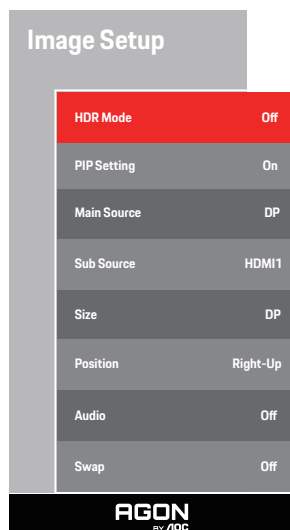 Image Setup
HDR Mode Off
PIP Setting On
Main Source DP
Sub Source HDMI1
Size DP
Position Right-Up
Audio Off
Swap Off
AGON
BY AOC